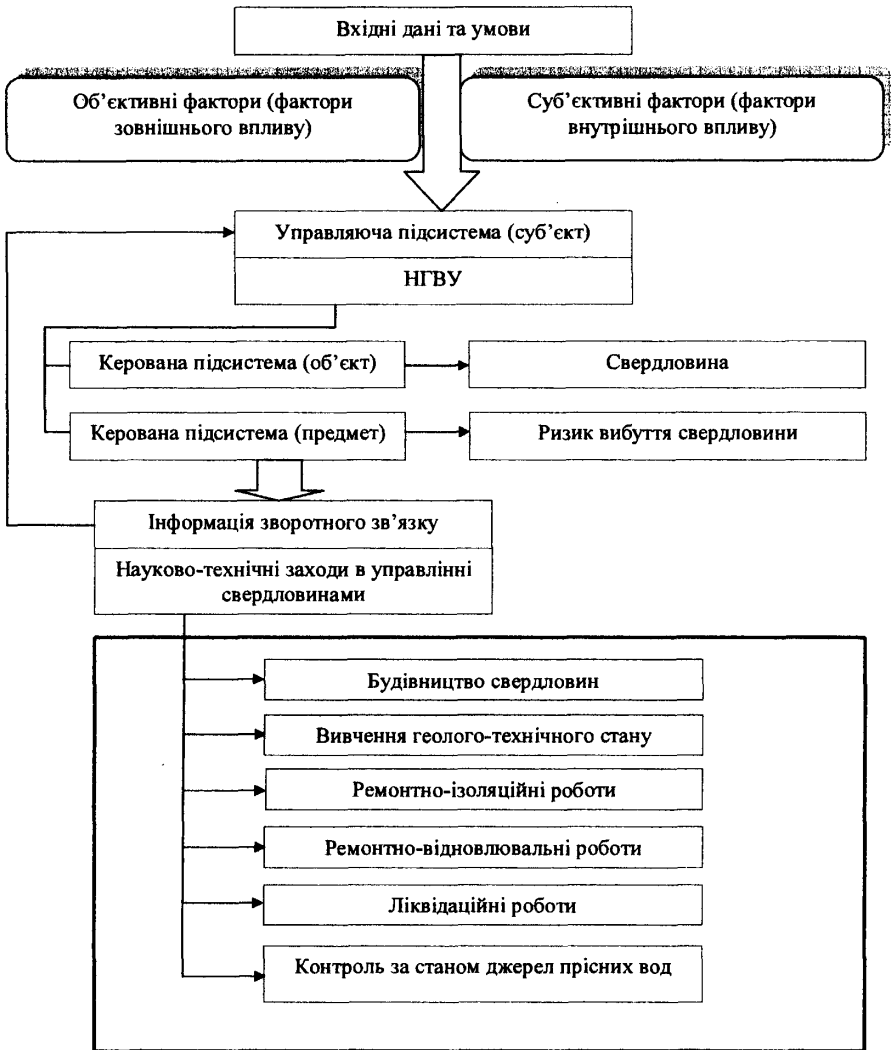 Вхідні дані та умови
Об’єктивні фактори (фактори
зовнішнього впливу)
Суб’єктивні фактори (фактори
внутрішнього впливу)
Управляюча підсистема (суб’єкт)
НГВУ
Керована підсистема (об’єкт)
Свердловина
Керована підсистема (предмет)
Ризик вибуття свердловини
Інформація зворотного зв’язку
Науково-технічні заходи в управлінні
свердловинами
Будівництво свердловин
Вивчення геолого-технічного стану
Ремонтно-ізоляційні роботи
Ремонтно-відновлювальні роботи
Ліквідаційні роботи
Контроль за станом джерел прісних вод